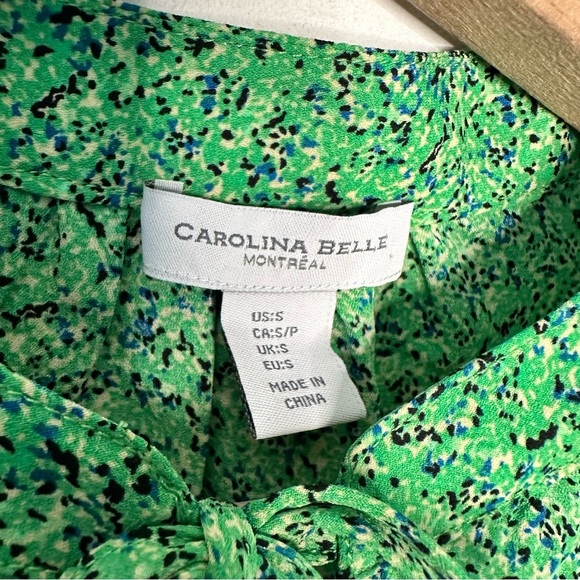 CAROLINA BELLE
MONTRÉAL
US:S
CA:S/P
UK:S
EU:S
MADE IN
CHINA